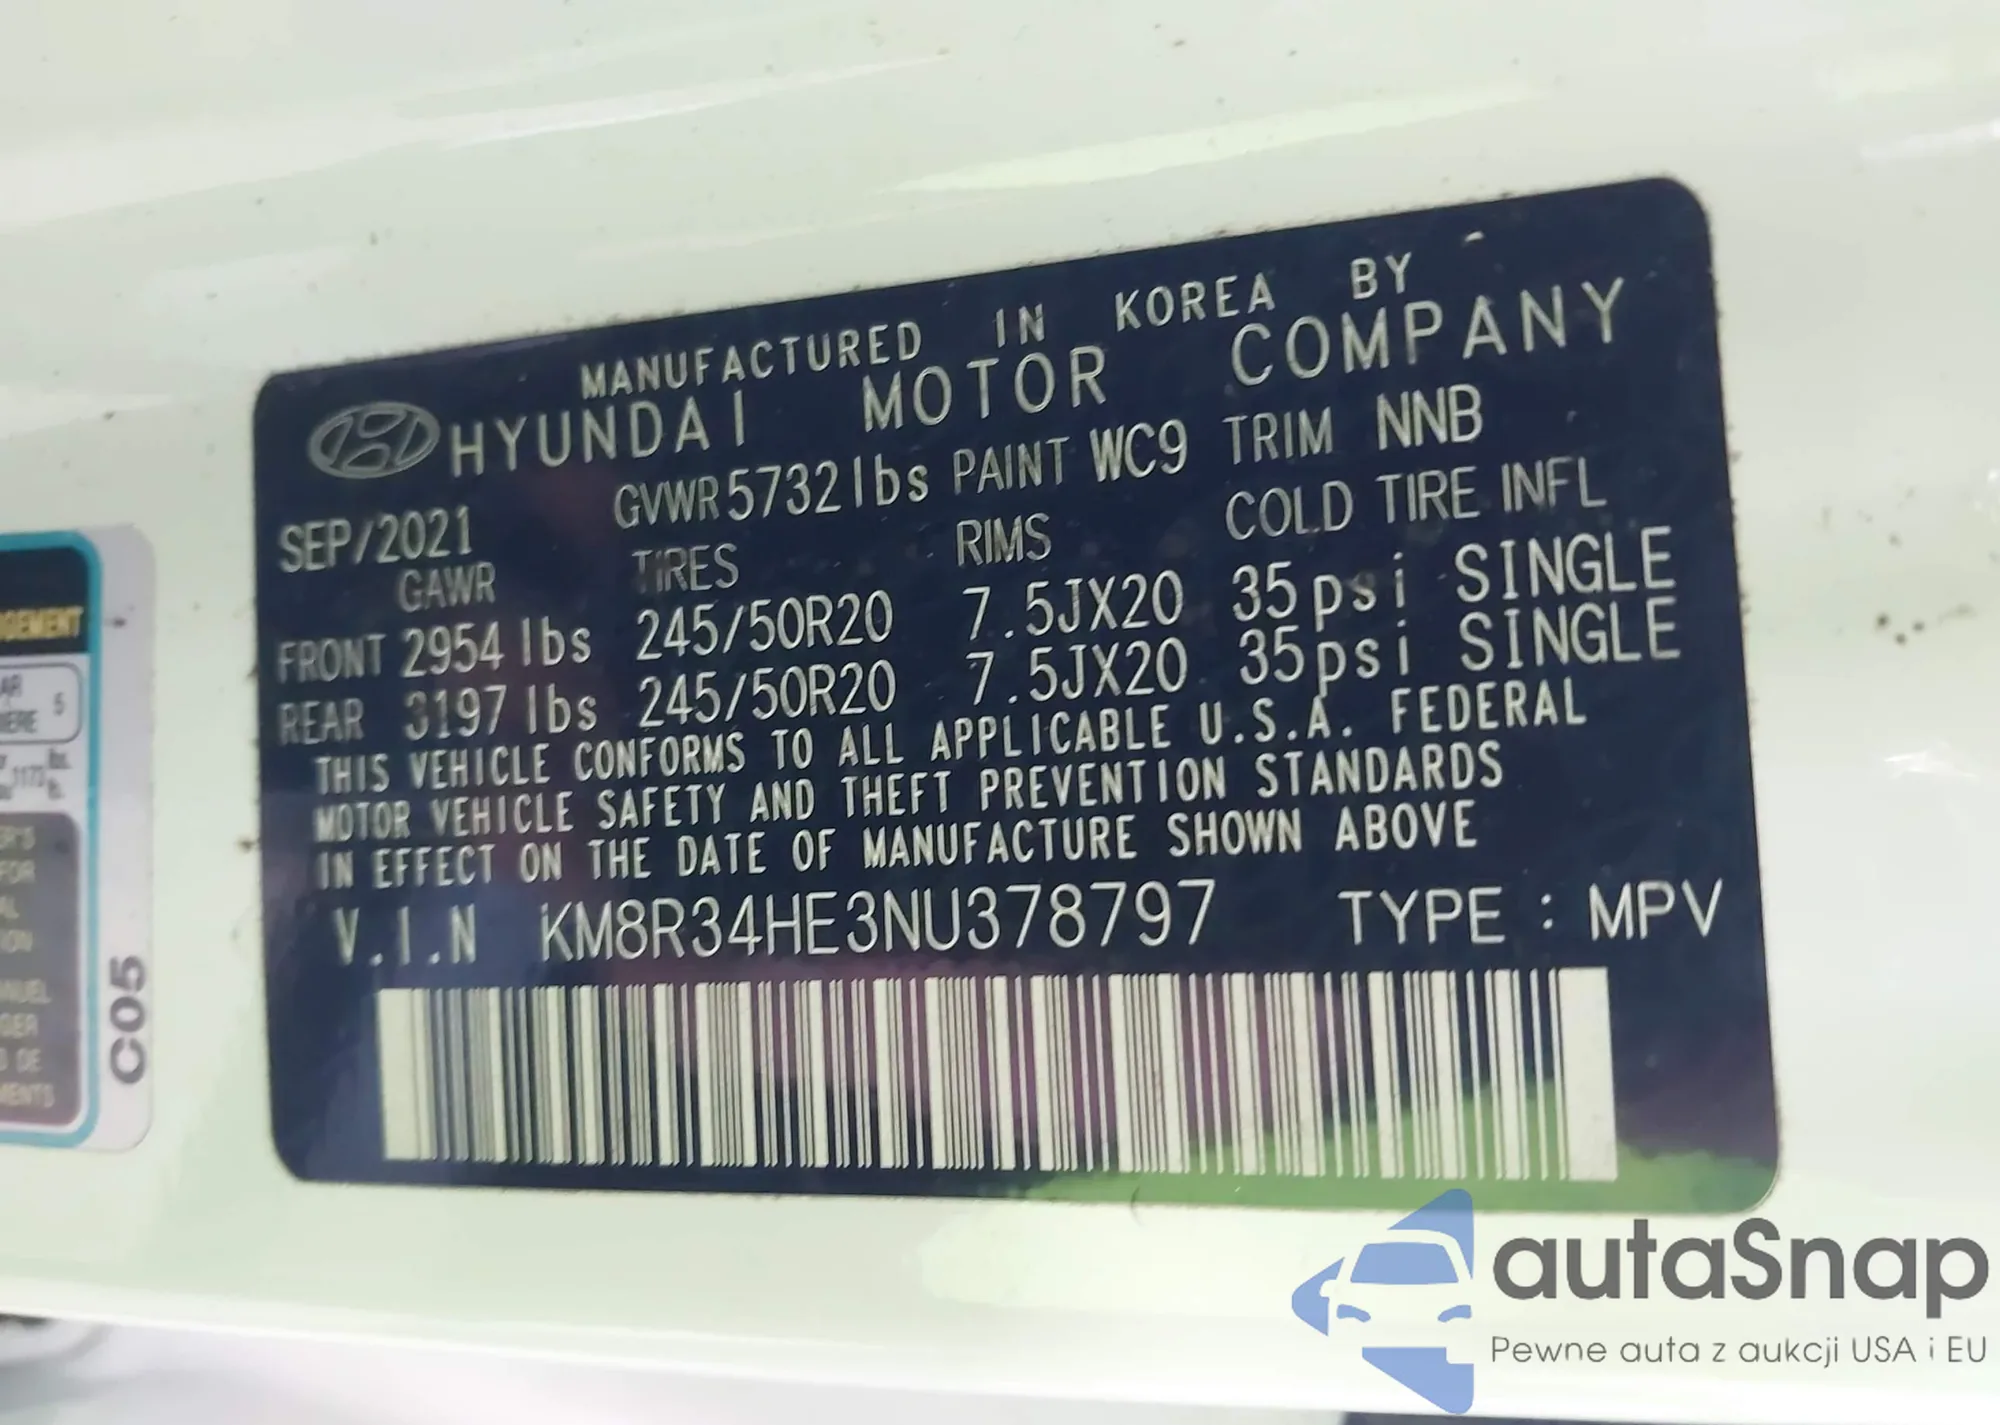 MANUFACTURED IN KOREA BY
HYUNDAI MOTOR COMPANY
SEP/2021 GVWR 5732lbs PAINT WC9 TRIM NNB
GAWR TIRES RIMS COLD TIRE INFL
FRONT 2954 lbs 245/50R20 7.5JX20 35psi SINGLE
REAR 3197 lbs 245/50R20 7.5JX20 35psi SINGLE
THIS VEHICLE CONFORMS TO ALL APPLICABLE U.S.A. FEDERAL
MOTOR VEHICLE SAFETY AND THEFT PREVENTION STANDARDS
IN EFFECT ON THE DATE OF MANUFACTURE SHOWN ABOVE
V.I.N KM8R34HE3NU378797 TYPE : MPV
5
1173
C05
autaSnap
Pewne auta z aukcji USA i EU